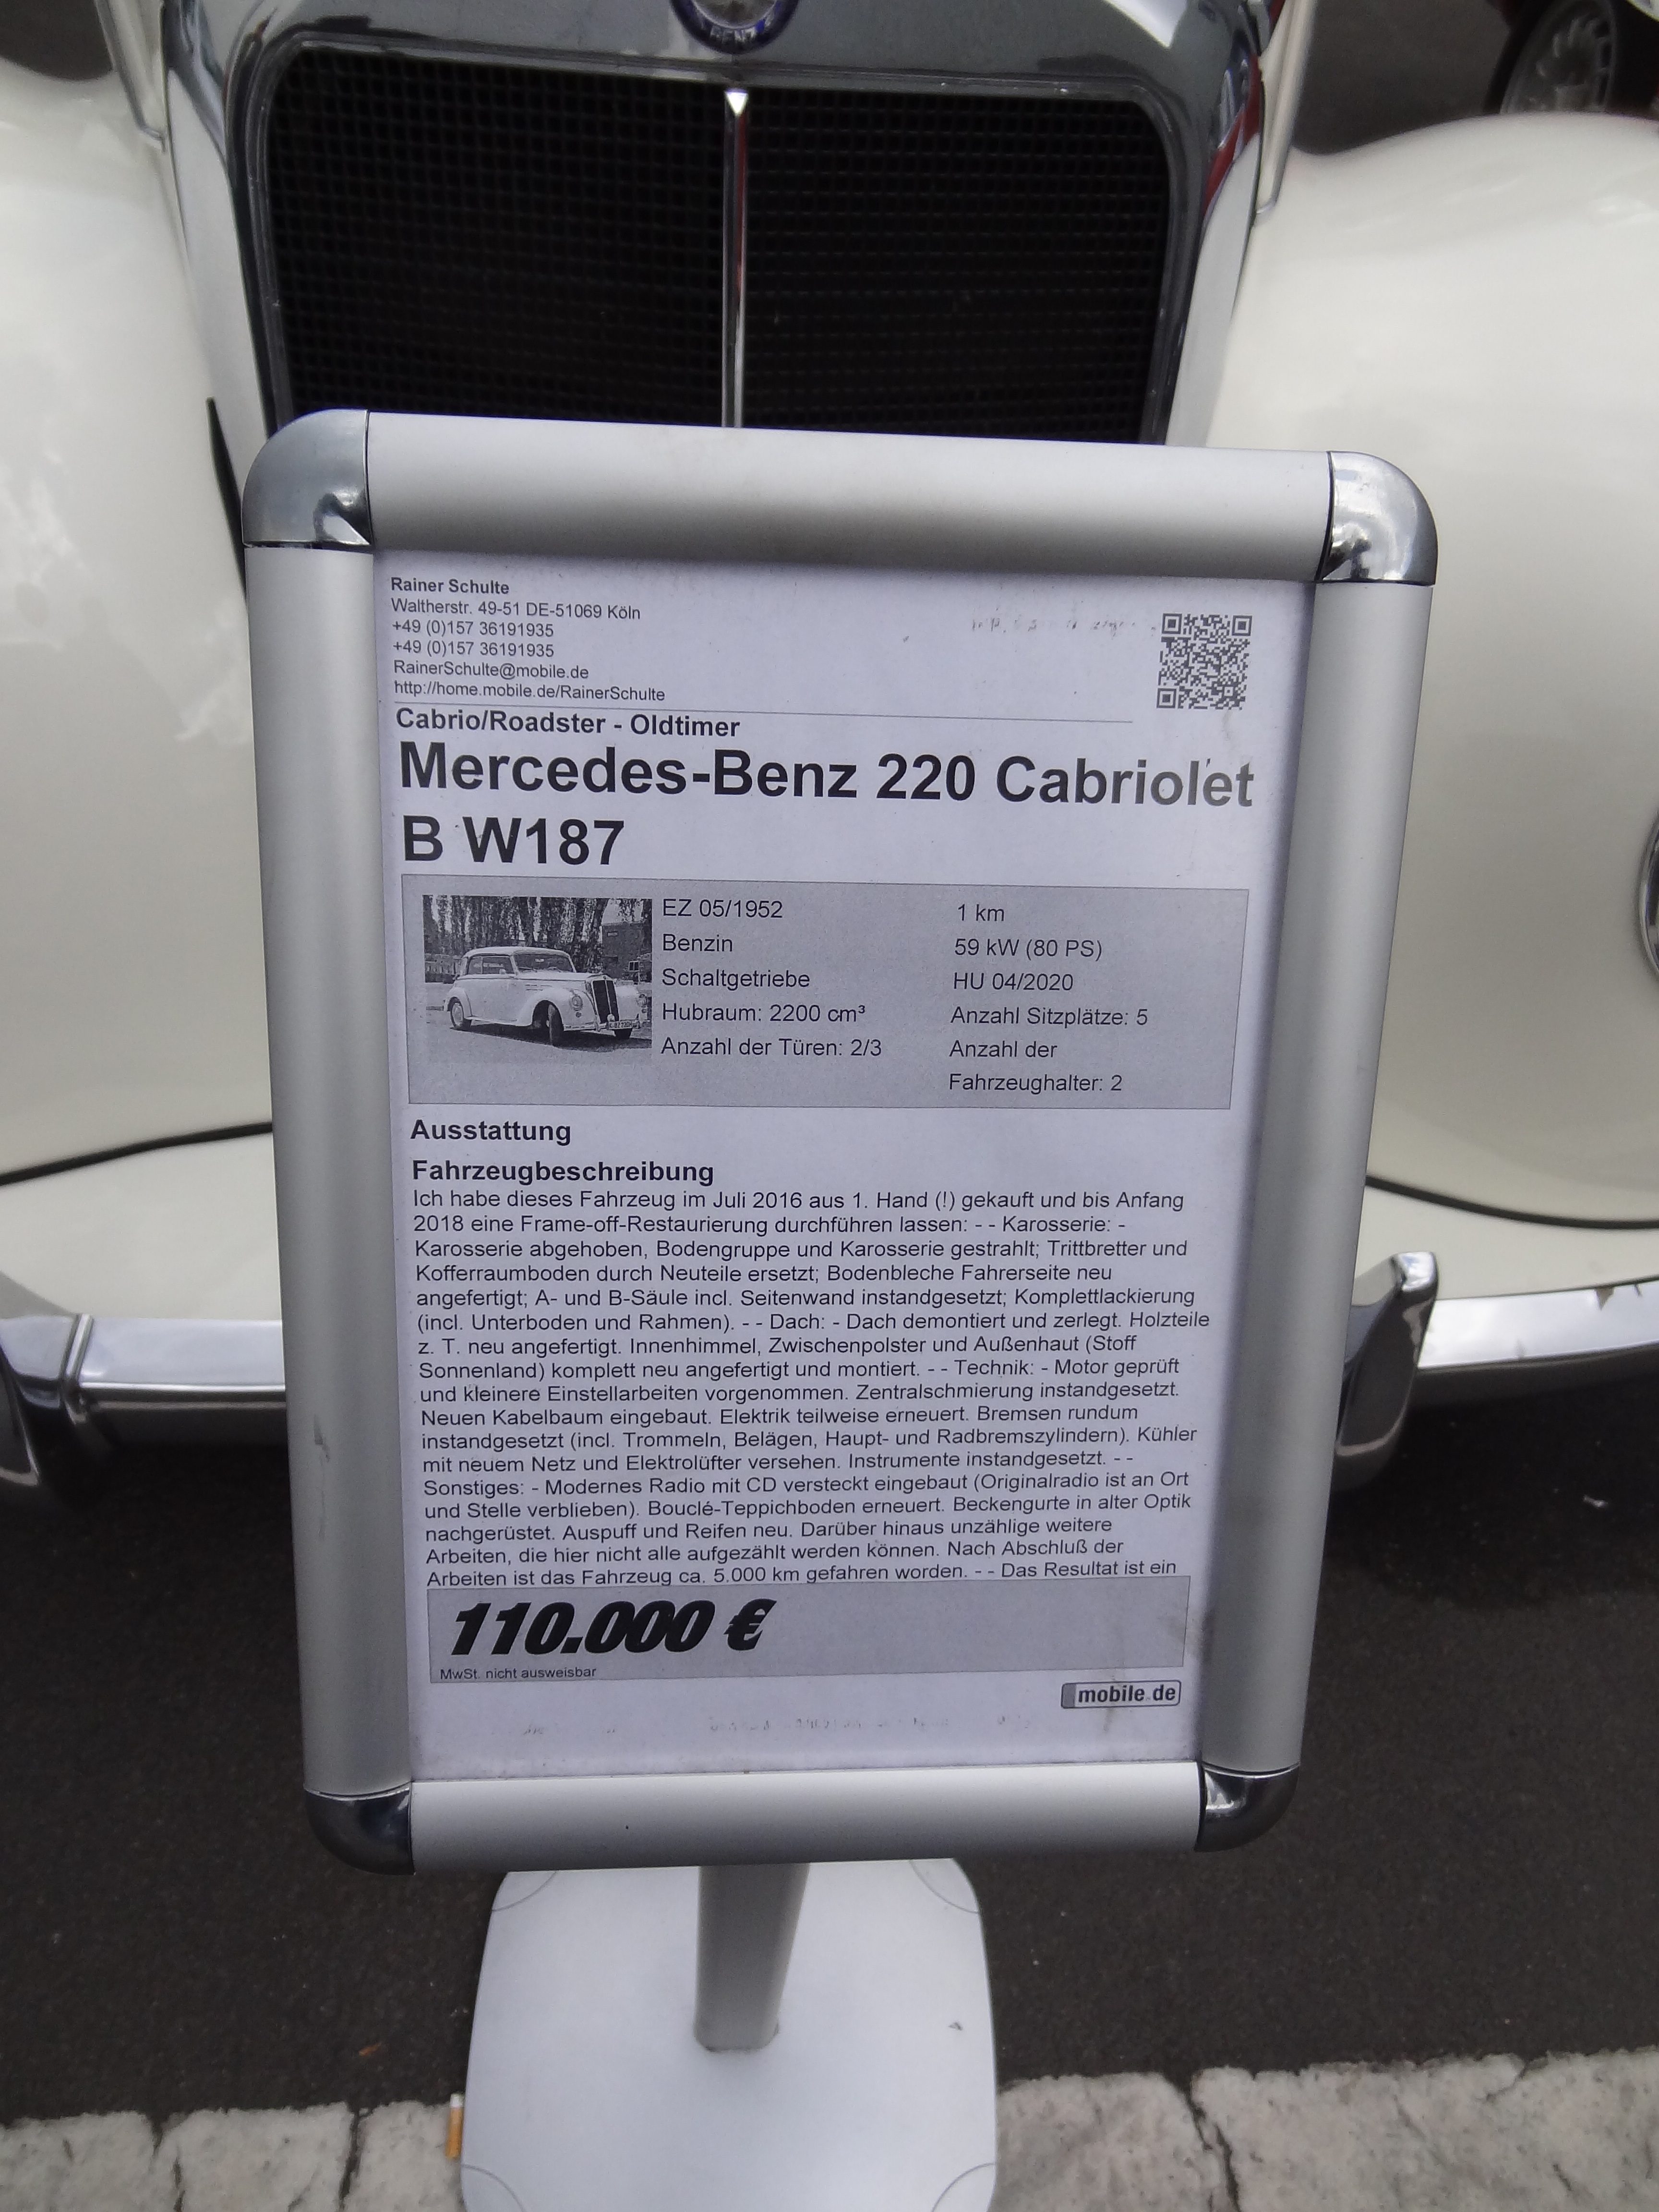 BENZ
Rainer Schulte
Waltherstr. 49-51 DE-51069 Köln
+49 (0)157 36191935
+49 (0)157 36191935
RainerSchulte@mobile.de
http://home.mobile.de/RainerSchulte
Cabrio/Roadster - Oldtimer
Mercedes-Benz 220 Cabriolet
B W187
EZ 05/1952 1 km
Benzin 59 kW (80 PS)
Schaltgetriebe HU 04/2020
Hubraum: 2200 cm³ Anzahl Sitzplätze: 5
Anzahl der Türen: 2/3 Anzahl der
Fahrzeughalter: 2
Ausstattung
Fahrzeugbeschreibung
Ich habe dieses Fahrzeug im Juli 2016 aus 1. Hand (!) gekauft und bis Anfang
2018 eine Frame-off-Restaurierung durchführen lassen: - - Karosserie: -
Karosserie abgehoben, Bodengruppe und Karosserie gestrahlt; Trittbretter und
Kofferraumboden durch Neuteile ersetzt; Bodenbleche Fahrerseite neu
angefertigt; A- und B-Säule incl. Seitenwand instandgesetzt; Komplettlackierung
(incl. Unterboden und Rahmen). - - Dach: - Dach demontiert und zerlegt. Holzteile
z. T. neu angefertigt. Innenhimmel, Zwischenpolster und Außenhaut (Stoff
Sonnenland) komplett neu angefertigt und montiert. - - Technik: - Motor geprüft
und kleinere Einstellarbeiten vorgenommen. Zentralschmierung instandgesetzt.
Neuen Kabelbaum eingebaut. Elektrik teilweise erneuert. Bremsen rundum
instandgesetzt (incl. Trommeln, Belägen, Haupt- und Radbremszylindern). Kühler
mit neuem Netz und Elektrolüfter versehen. Instrumente instandgesetzt. - -
Sonstiges: - Modernes Radio mit CD versteckt eingebaut (Originalradio ist an Ort
und Stelle verblieben). Bouclé-Teppichboden erneuert. Beckengurte in alter Optik
nachgerüstet. Auspuff und Reifen neu. Darüber hinaus unzählige weitere
Arbeiten, die hier nicht alle aufgezählt werden können. Nach Abschluß der
Arbeiten ist das Fahrzeug ca. 5.000 km gefahren worden. - - Das Resultat ist ein
110.000 €
MwSt. nicht ausweisbar
mobile.de